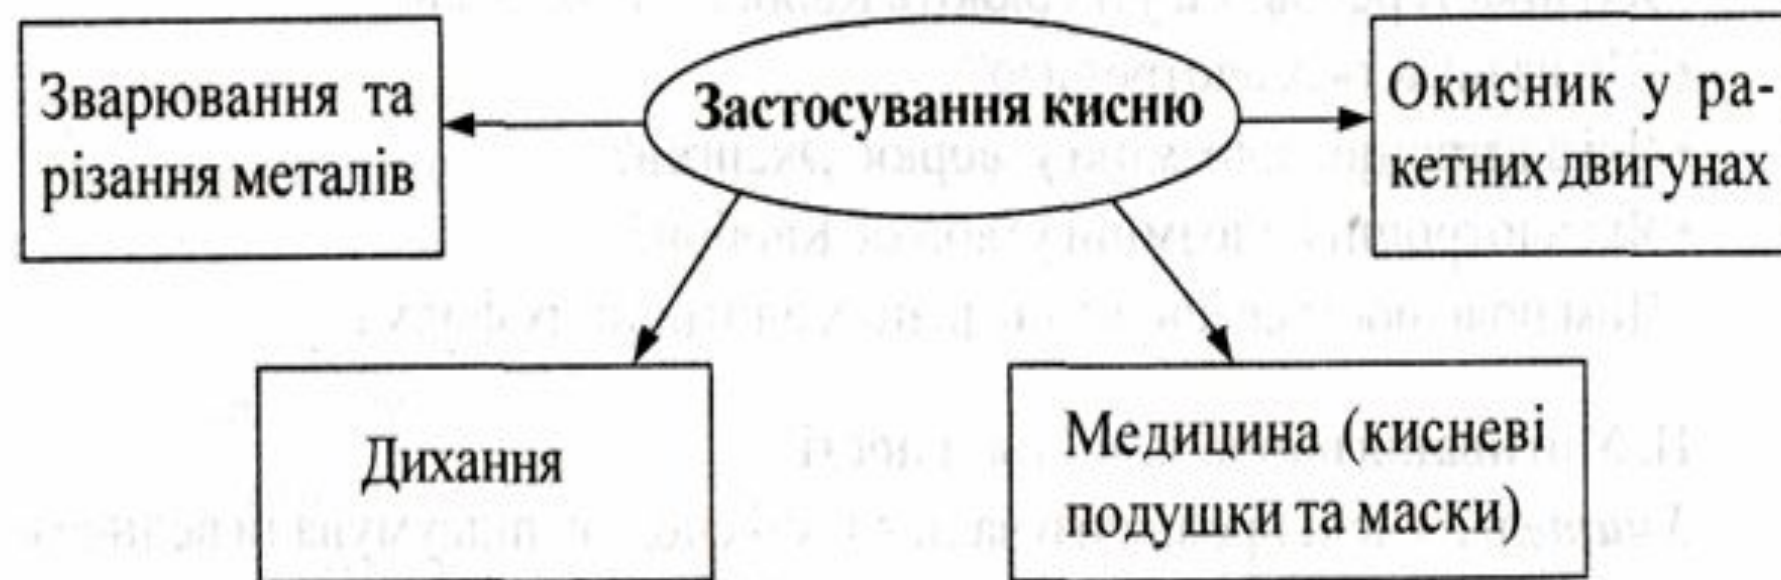 Застосування кисню
Зварювання та
різання металів
Окисник у ра-
кетних двигунах
Дихання
Медицина (кисневі
подушки та маски)